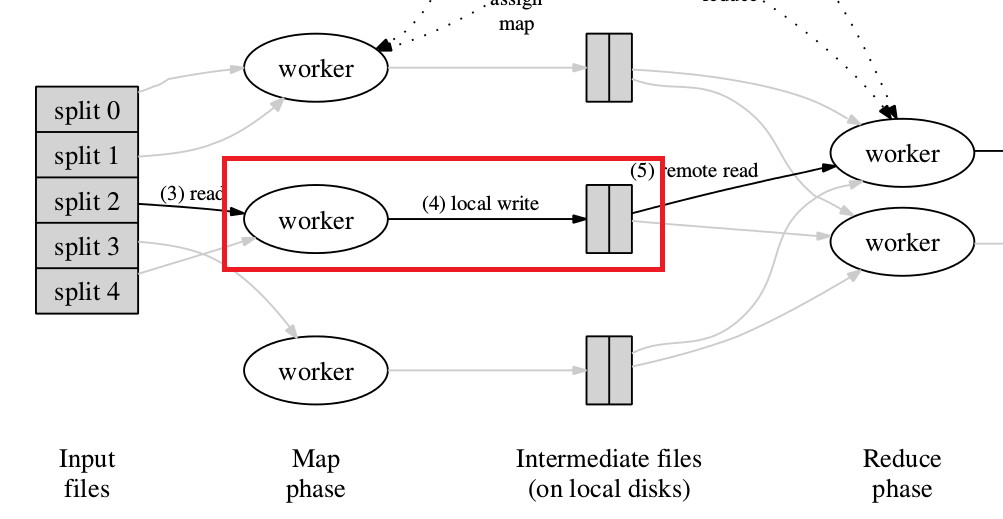 assign
map
reduce
worker
split 0
split 1
split 2
split 3
split 4
(3) read
worker
(4) local write
(5) remote read
worker
worker
worker
Input
files
Map
phase
Intermediate files
(on local disks)
Reduce
phase